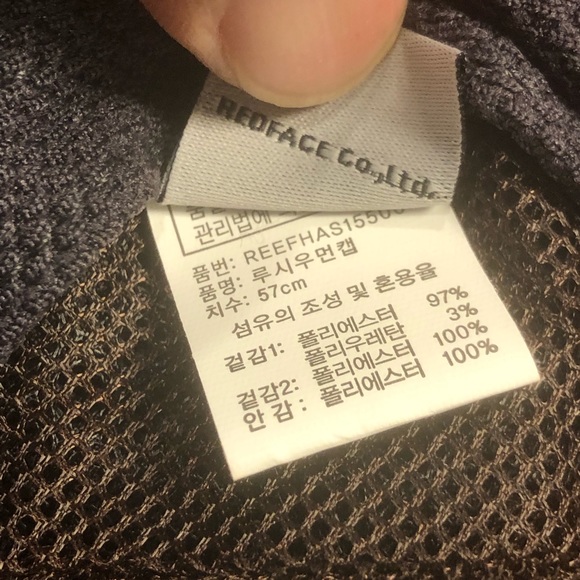 REDFACE Co.,Ltd.
관리법에
품번: REEFHAS1550
품명: 루시우먼캡
치수: 57cm
섬유의 조성 및 혼용율
겉감1: 폴리에스터 97%
폴리우레탄 3%
겉감2: 폴리에스터 100%
안 감 : 폴리에스터 100%